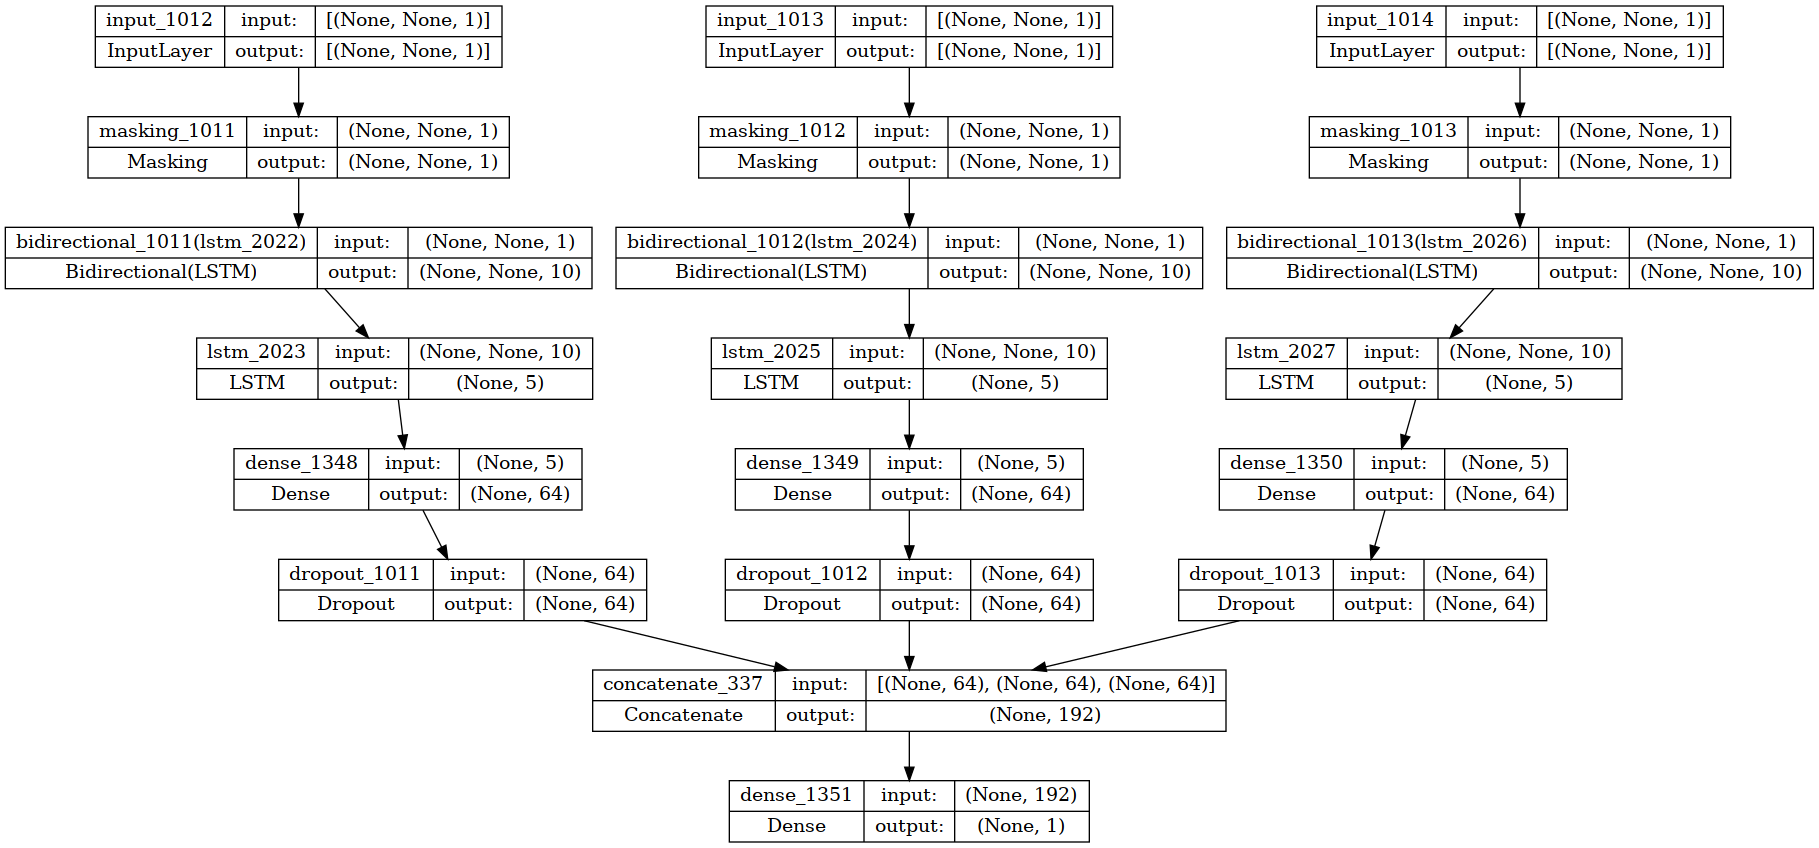 input_1012 input: [(None, None, 1)]
InputLayer output: [(None, None, 1)]
input_1013 input: [(None, None, 1)]
InputLayer output: [(None, None, 1)]
input_1014 input: [(None, None, 1)]
InputLayer output: [(None, None, 1)]
masking_1011 input: (None, None, 1)
Masking output: (None, None, 1)
masking_1012 input: (None, None, 1)
Masking output: (None, None, 1)
masking_1013 input: (None, None, 1)
Masking output: (None, None, 1)
bidirectional_1011(lstm_2022) input: (None, None, 1)
Bidirectional(LSTM) output: (None, None, 10)
bidirectional_1012(lstm_2024) input: (None, None, 1)
Bidirectional(LSTM) output: (None, None, 10)
bidirectional_1013(lstm_2026) input: (None, None, 1)
Bidirectional(LSTM) output: (None, None, 10)
lstm_2023 input: (None, None, 10)
LSTM output: (None, 5)
lstm_2025 input: (None, None, 10)
LSTM output: (None, 5)
lstm_2027 input: (None, None, 10)
LSTM output: (None, 5)
dense_1348 input: (None, 5)
Dense output: (None, 64)
dense_1349 input: (None, 5)
Dense output: (None, 64)
dense_1350 input: (None, 5)
Dense output: (None, 64)
dropout_1011 input: (None, 64)
Dropout output: (None, 64)
dropout_1012 input: (None, 64)
Dropout output: (None, 64)
dropout_1013 input: (None, 64)
Dropout output: (None, 64)
concatenate_337 input: [(None, 64), (None, 64), (None, 64)]
Concatenate output: (None, 192)
dense_1351 input: (None, 192)
Dense output: (None, 1)